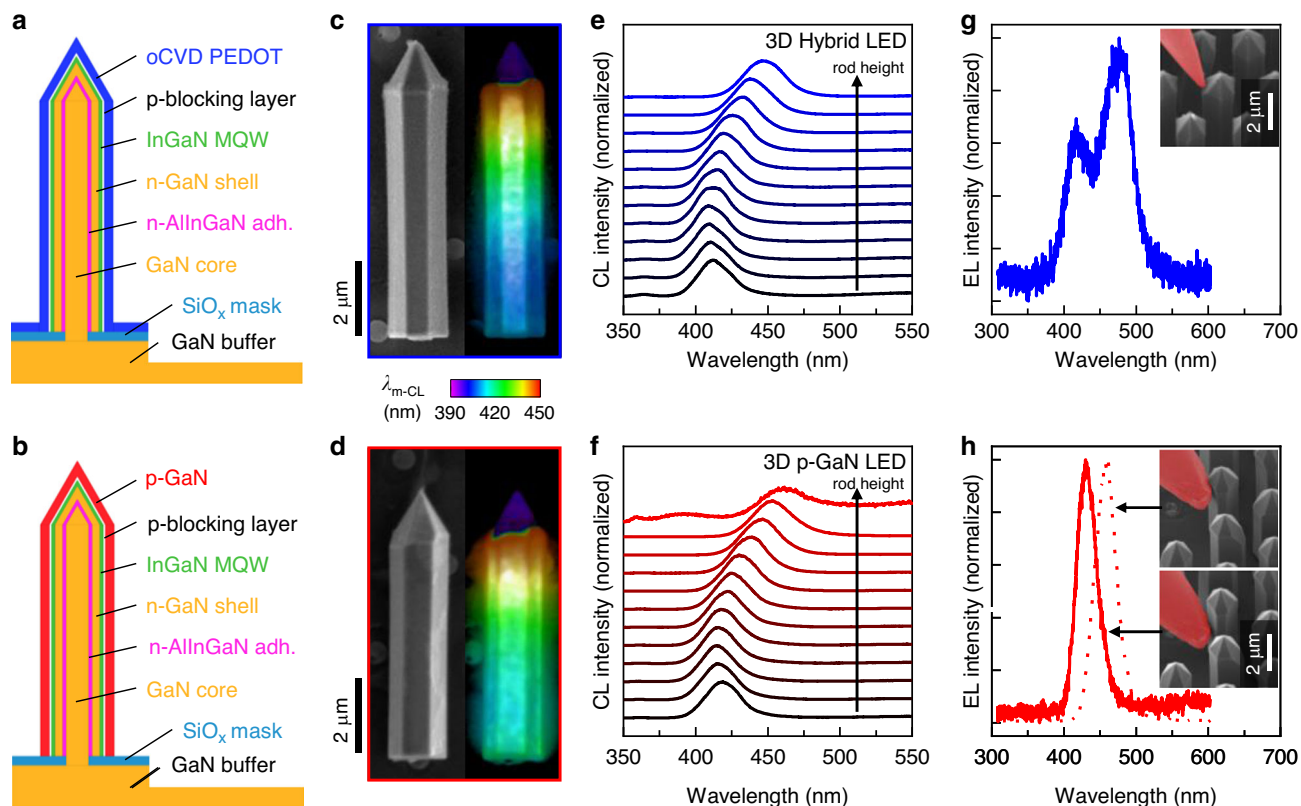 a
oCVD PEDOT
p-blocking layer
InGaN MQW
n-GaN shell
n-AlInGaN adh.
GaN core
SiOx mask
GaN buffer
c
2 μm
λm-CL
(nm)
390 420 450
e
3D Hybrid LED
rod height
CL intensity (normalized)
350 400 450 500 550
Wavelength (nm)
g
2 μm
EL intensity (normalized)
300 400 500 600 700
Wavelength (nm)
b
p-GaN
p-blocking layer
InGaN MQW
n-GaN shell
n-AlInGaN adh.
GaN core
SiOx mask
GaN buffer
d
2 μm
f
3D p-GaN LED
rod height
CL intensity (normalized)
350 400 450 500 550
Wavelength (nm)
h
2 μm
EL intensity (normalized)
300 400 500 600 700
Wavelength (nm)